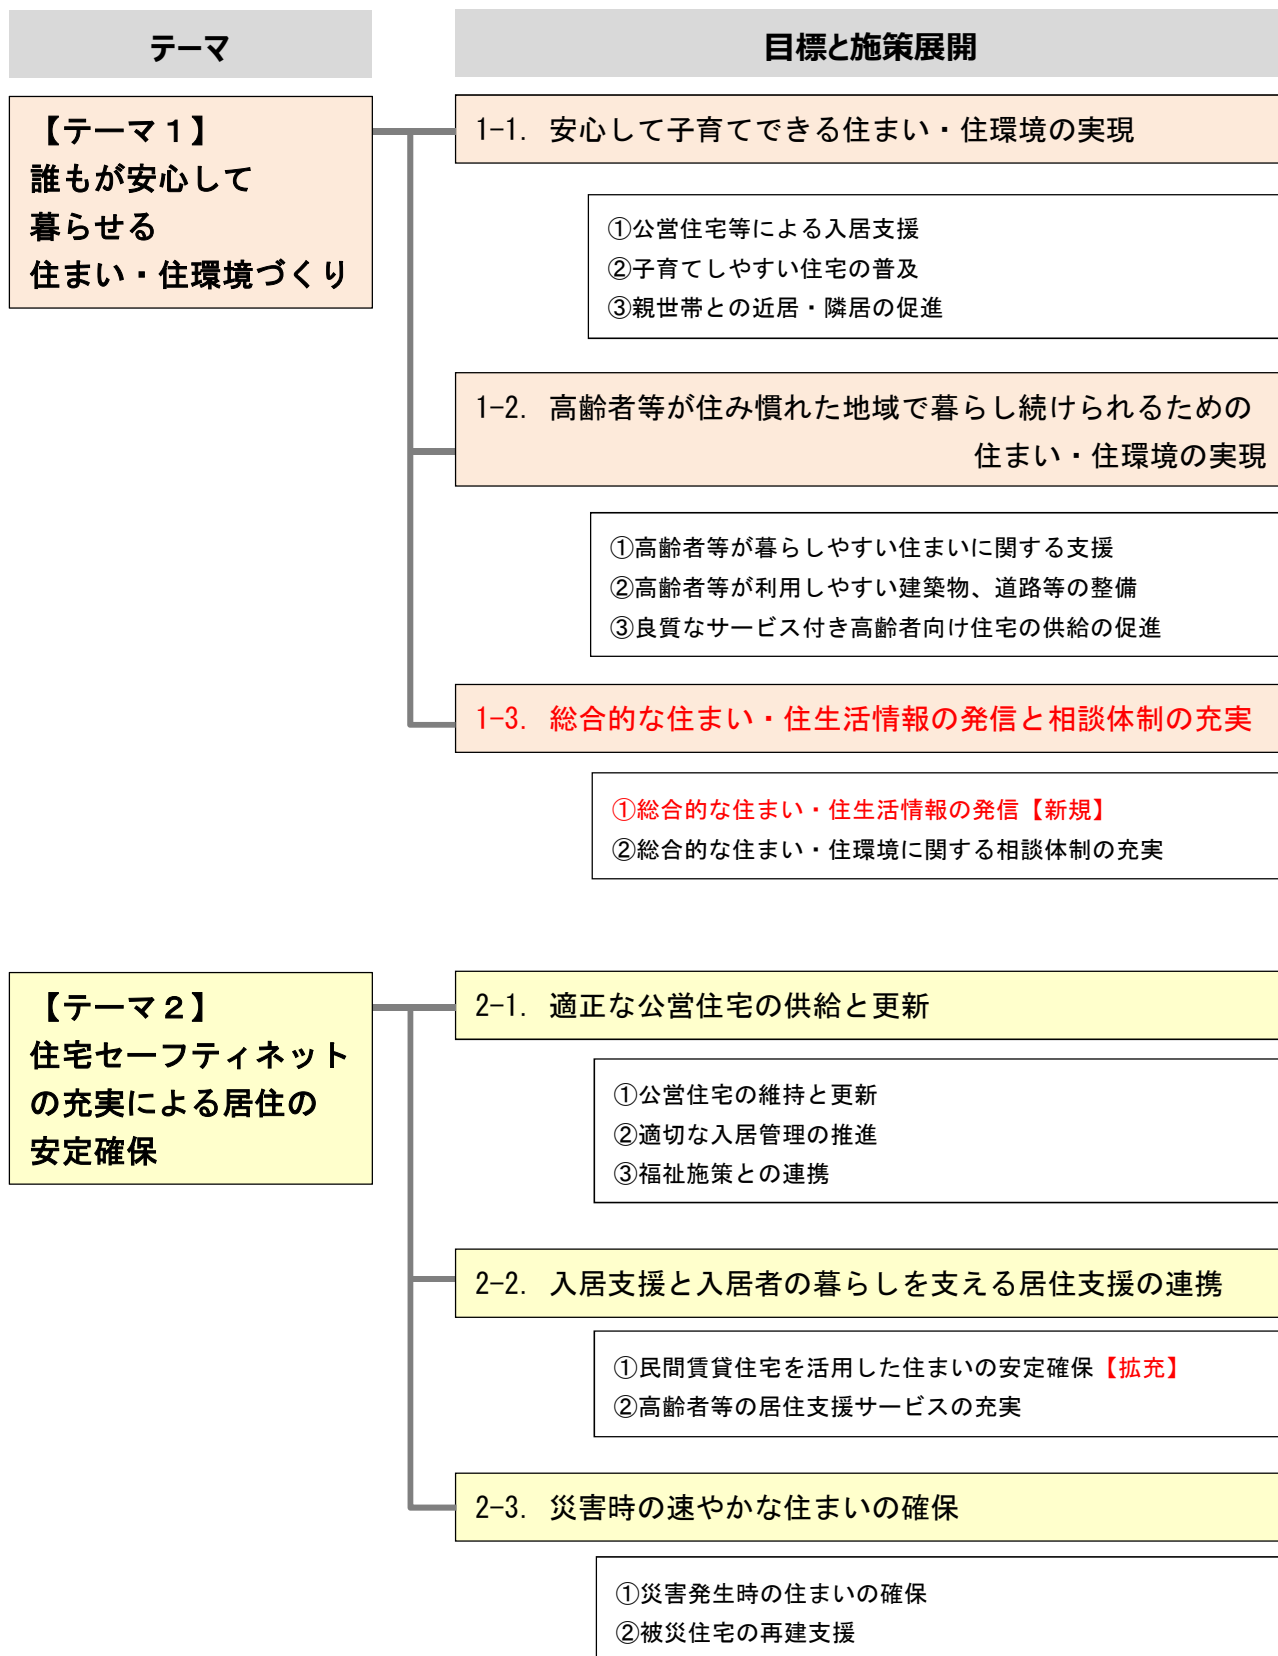 テーマ
目標と施策展開
【テーマ１】
誰もが安心して
暮らせる
住まい・住環境づくり
1-1. 安心して子育てできる住まい・住環境の実現
①公営住宅等による入居支援
②子育てしやすい住宅の普及
③親世帯との近居・隣居の促進
1-2. 高齢者等が住み慣れた地域で暮らし続けられるための
住まい・住環境の実現
①高齢者等が暮らしやすい住まいに関する支援
②高齢者等が利用しやすい建築物、道路等の整備
③良質なサービス付き高齢者向け住宅の供給の促進
1-3. 総合的な住まい・住生活情報の発信と相談体制の充実
①総合的な住まい・住生活情報の発信【新規】
②総合的な住まい・住環境に関する相談体制の充実
【テーマ２】
住宅セーフティネット
の充実による居住の
安定確保
2-1. 適正な公営住宅の供給と更新
①公営住宅の維持と更新
②適切な入居管理の推進
③福祉施策との連携
2-2. 入居支援と入居者の暮らしを支える居住支援の連携
①民間賃貸住宅を活用した住まいの安定確保【拡充】
②高齢者等の居住支援サービスの充実
2-3. 災害時の速やかな住まいの確保
①災害発生時の住まいの確保
②被災住宅の再建支援